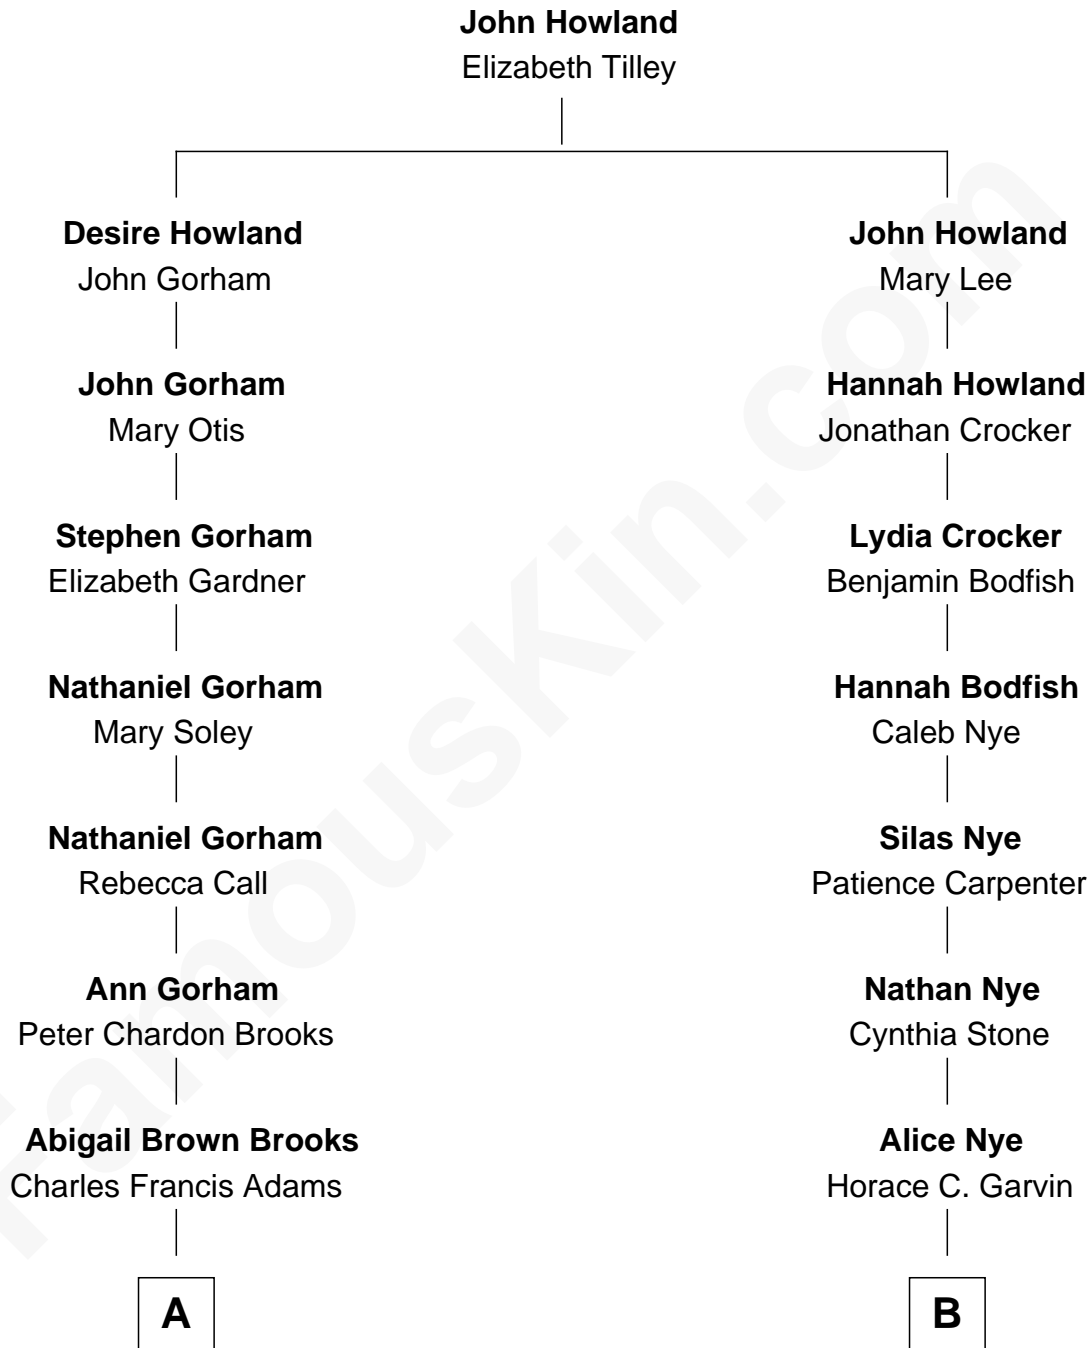 John Howland
Elizabeth Tilley
Desire Howland
John Gorham
John Howland
Mary Lee
John Gorham
Mary Otis
Hannah Howland
Jonathan Crocker
Stephen Gorham
Elizabeth Gardner
Lydia Crocker
Benjamin Bodfish
Nathaniel Gorham
Mary Soley
Hannah Bodfish
Caleb Nye
Nathaniel Gorham
Rebecca Call
Silas Nye
Patience Carpenter
Ann Gorham
Peter Chardon Brooks
Nathan Nye
Cynthia Stone
Abigail Brown Brooks
Charles Francis Adams
Alice Nye
Horace C. Garvin
A
B
FamousKin.com